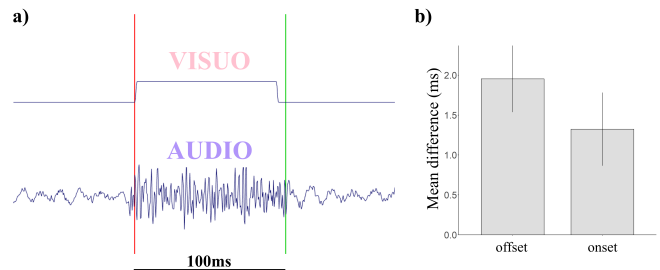 a)
VISUO
AUDIO
100ms
b)
Mean difference (ms)
2.0
1.5
1.0
0.5
0.0
offset onset